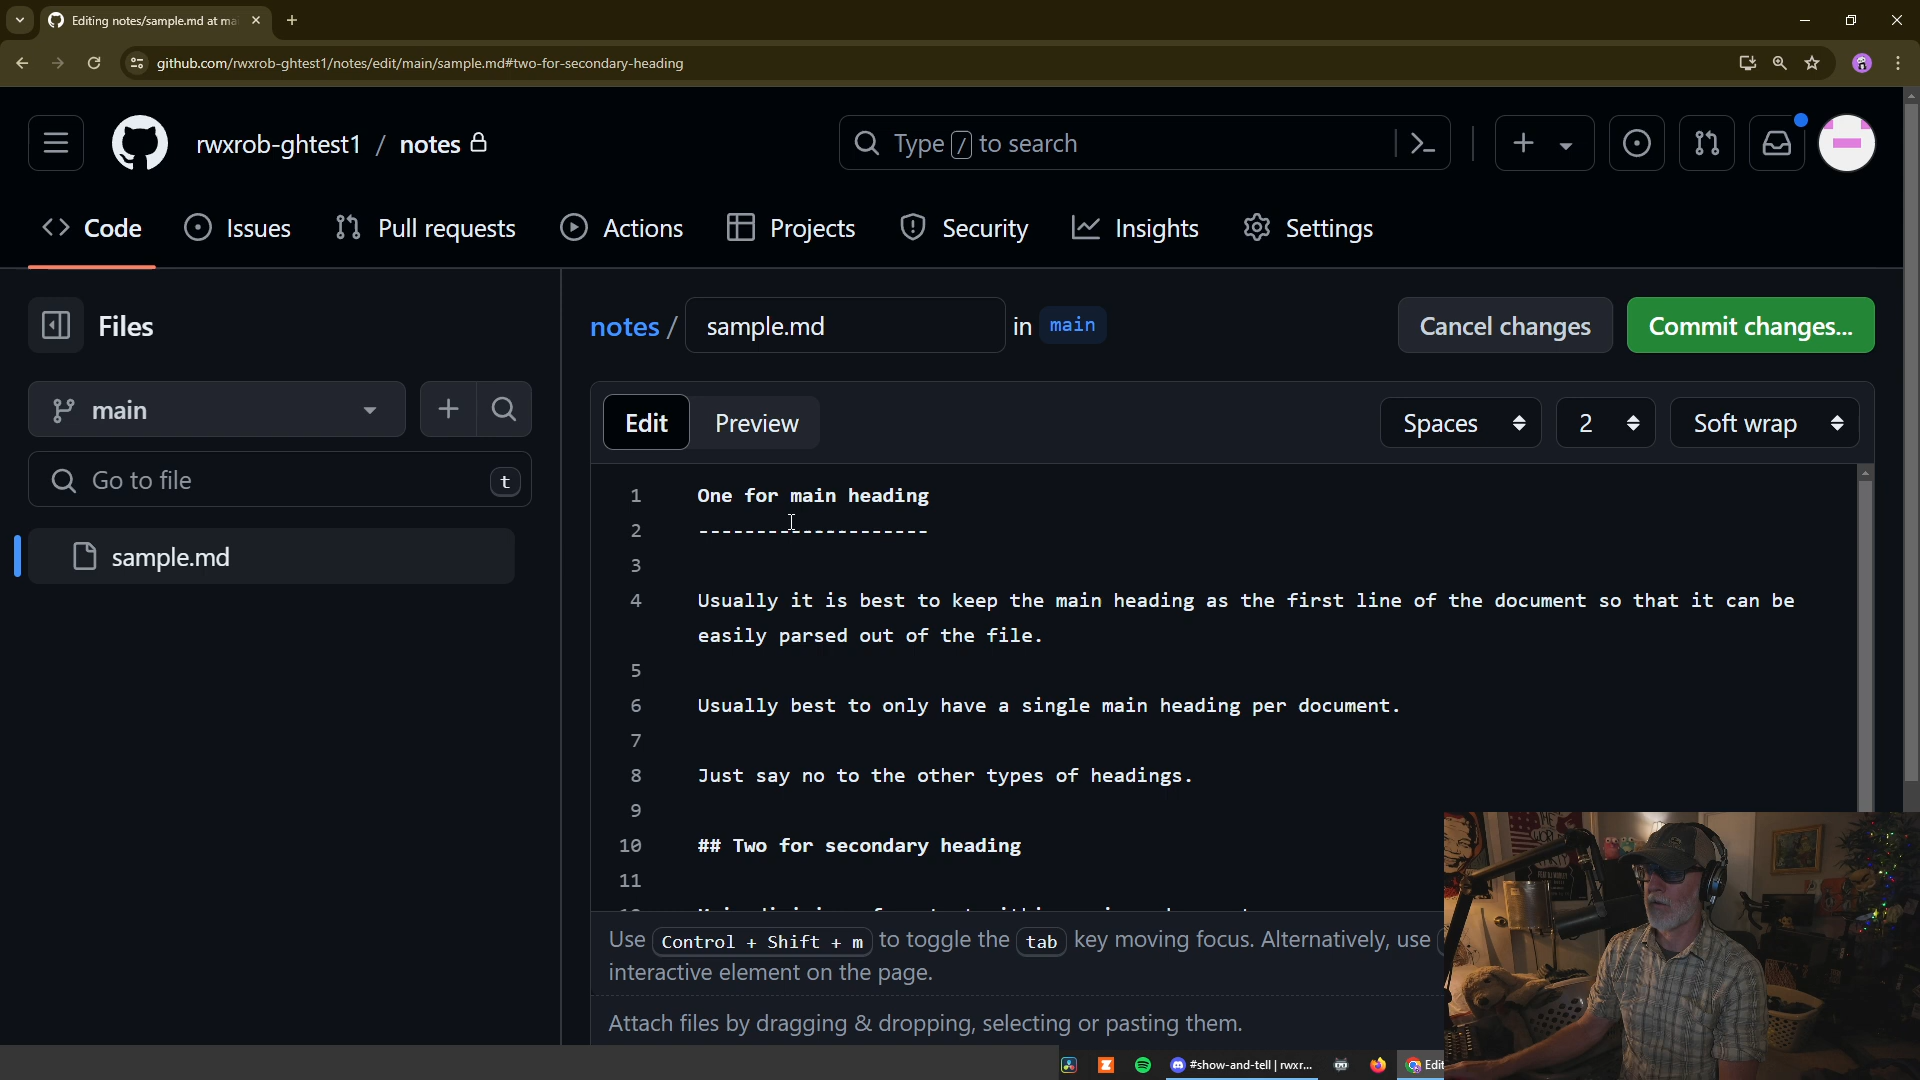 Editing notes/sample.md at ma
github.com/rwxrob-ghtest1/notes/edit/main/sample.md#two-for-secondary-heading
rwxrob-ghtest1 / notes
Type / to search
Code
Issues
Pull requests
Actions
Projects
Security
Insights
Settings
Files
notes / sample.md in main
Cancel changes
Commit changes...
main
Edit
Preview
Spaces
2
Soft wrap
Go to file
t
sample.md
1 One for main heading
2 --------------------
3
4 Usually it is best to keep the main heading as the first line of the document so that it can be
easily parsed out of the file.
5
6 Usually best to only have a single main heading per document.
7
8 Just say no to the other types of headings.
9
10 ## Two for secondary heading
11
Use Control + Shift + m to toggle the tab key moving focus. Alternatively, use
interactive element on the page.
Attach files by dragging & dropping, selecting or pasting them.
#show-and-tell | rwxr...
Edit